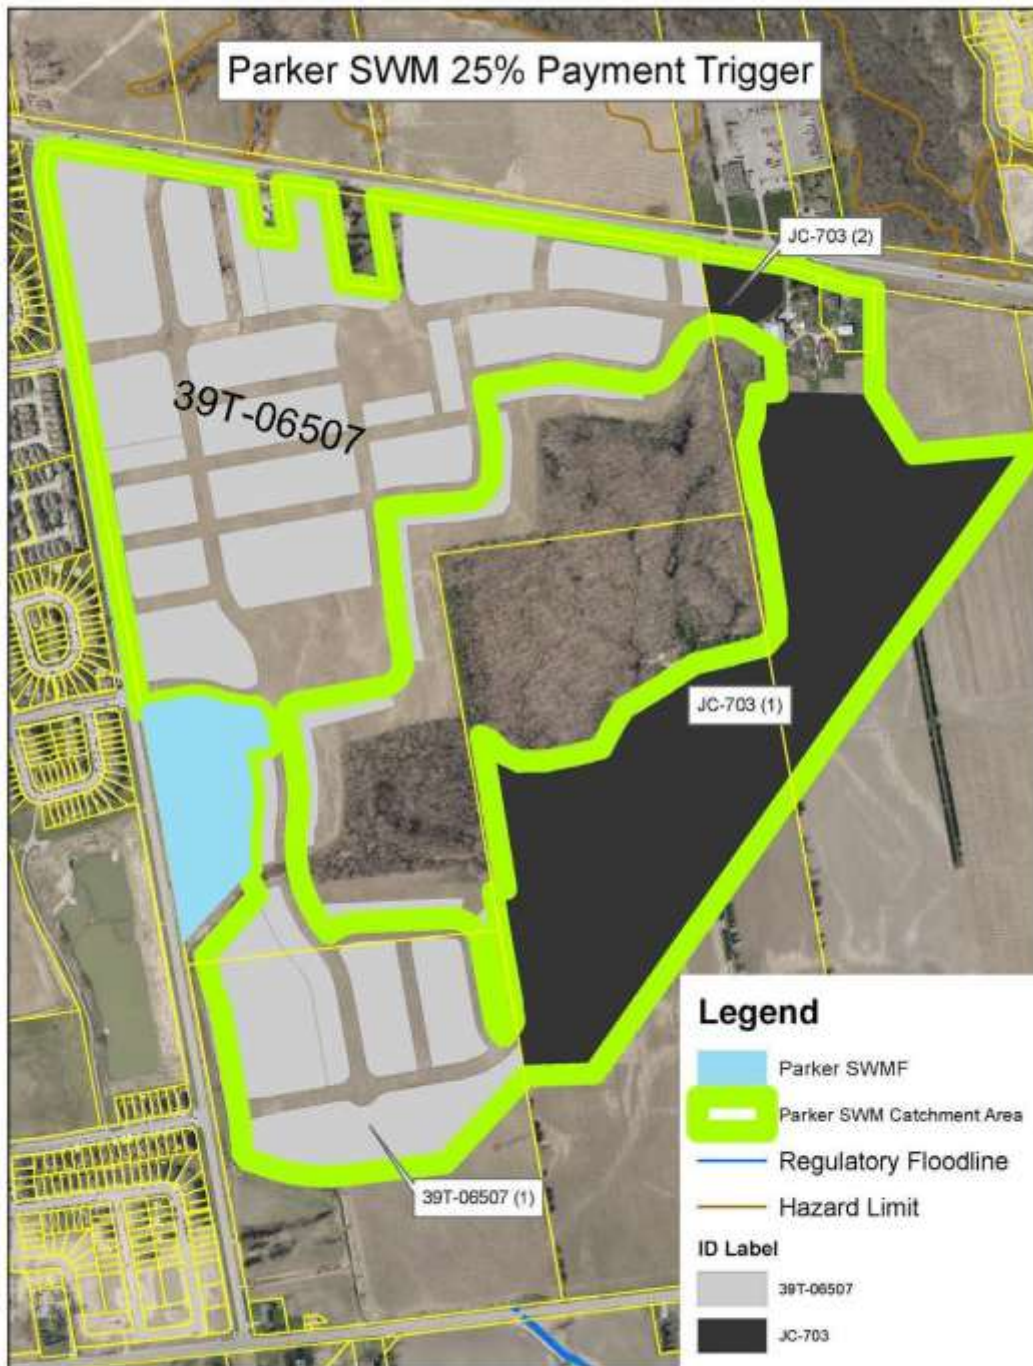 Parker SWM 25% Payment Trigger
JC-703 (2)
39T-06507
JC-703 (1)
39T-06507 (1)
Legend
Parker SWMF
Parker SWM Catchment Area
Regulatory Floodline
Hazard Limit
ID Label
39T-06507
JC-703